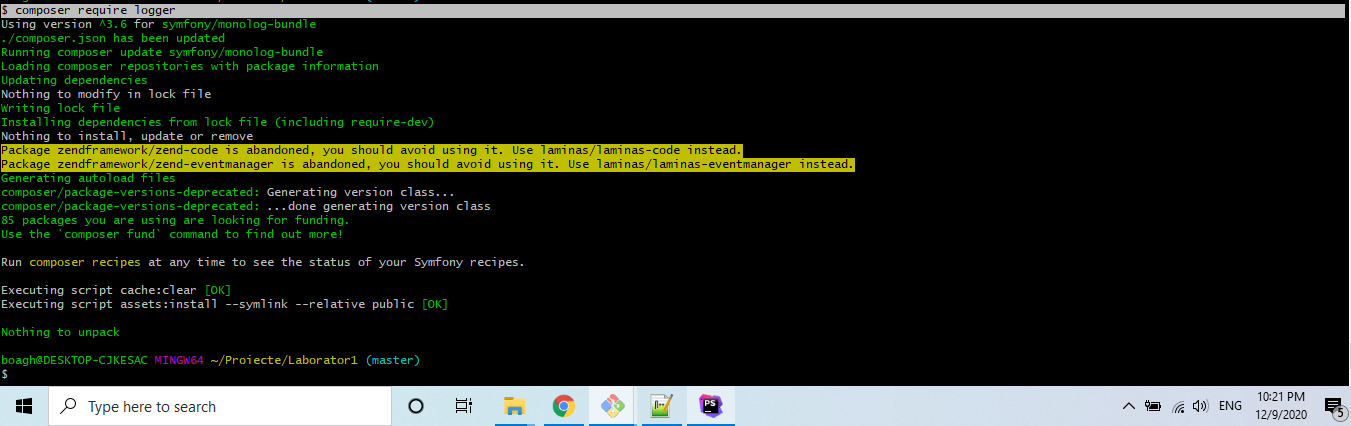 $ composer require logger
Using version ^3.6 for symfony/monolog-bundle
./composer.json has been updated
Running composer update symfony/monolog-bundle
Loading composer repositories with package information
Updating dependencies
Nothing to modify in lock file
Writing lock file
Installing dependencies from lock file (including require-dev)
Nothing to install, update or remove
Package zendframework/zend-code is abandoned, you should avoid using it. Use laminas/laminas-code instead.
Package zendframework/zend-eventmanager is abandoned, you should avoid using it. Use laminas/laminas-eventmanager instead.
Generating autoload files
composer/package-versions-deprecated: Generating version class...
composer/package-versions-deprecated: ...done generating version class
85 packages you are using are looking for funding.
Use the `composer fund` command to find out more!
Run composer recipes at any time to see the status of your Symfony recipes.
Executing script cache:clear [OK]
Executing script assets:install --symlink --relative public [OK]
Nothing to unpack
boagh@DESKTOP-CJKESAC MINGW64 ~/Proiecte/Laborator1 (master)
$
Type here to search
PS
ENG
10:21 PM
12/9/2020
5